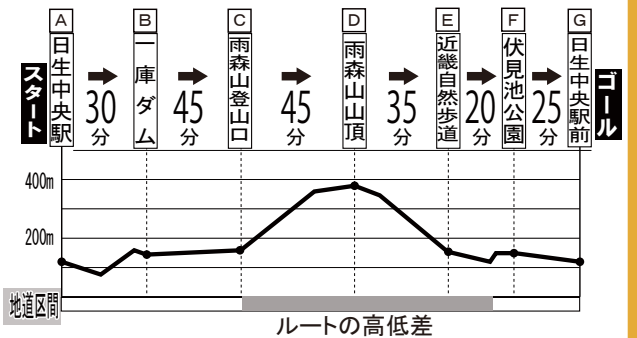 A
B
C
D
E
F
G
スタート
日生中央駅
一庫ダム
雨森山登山口
雨森山山頂
近畿自然歩道
伏見池公園
日生中央駅前
ゴール
30分
45分
45分
35分
20分
25分
400m
200m
地道区間
ルートの高低差